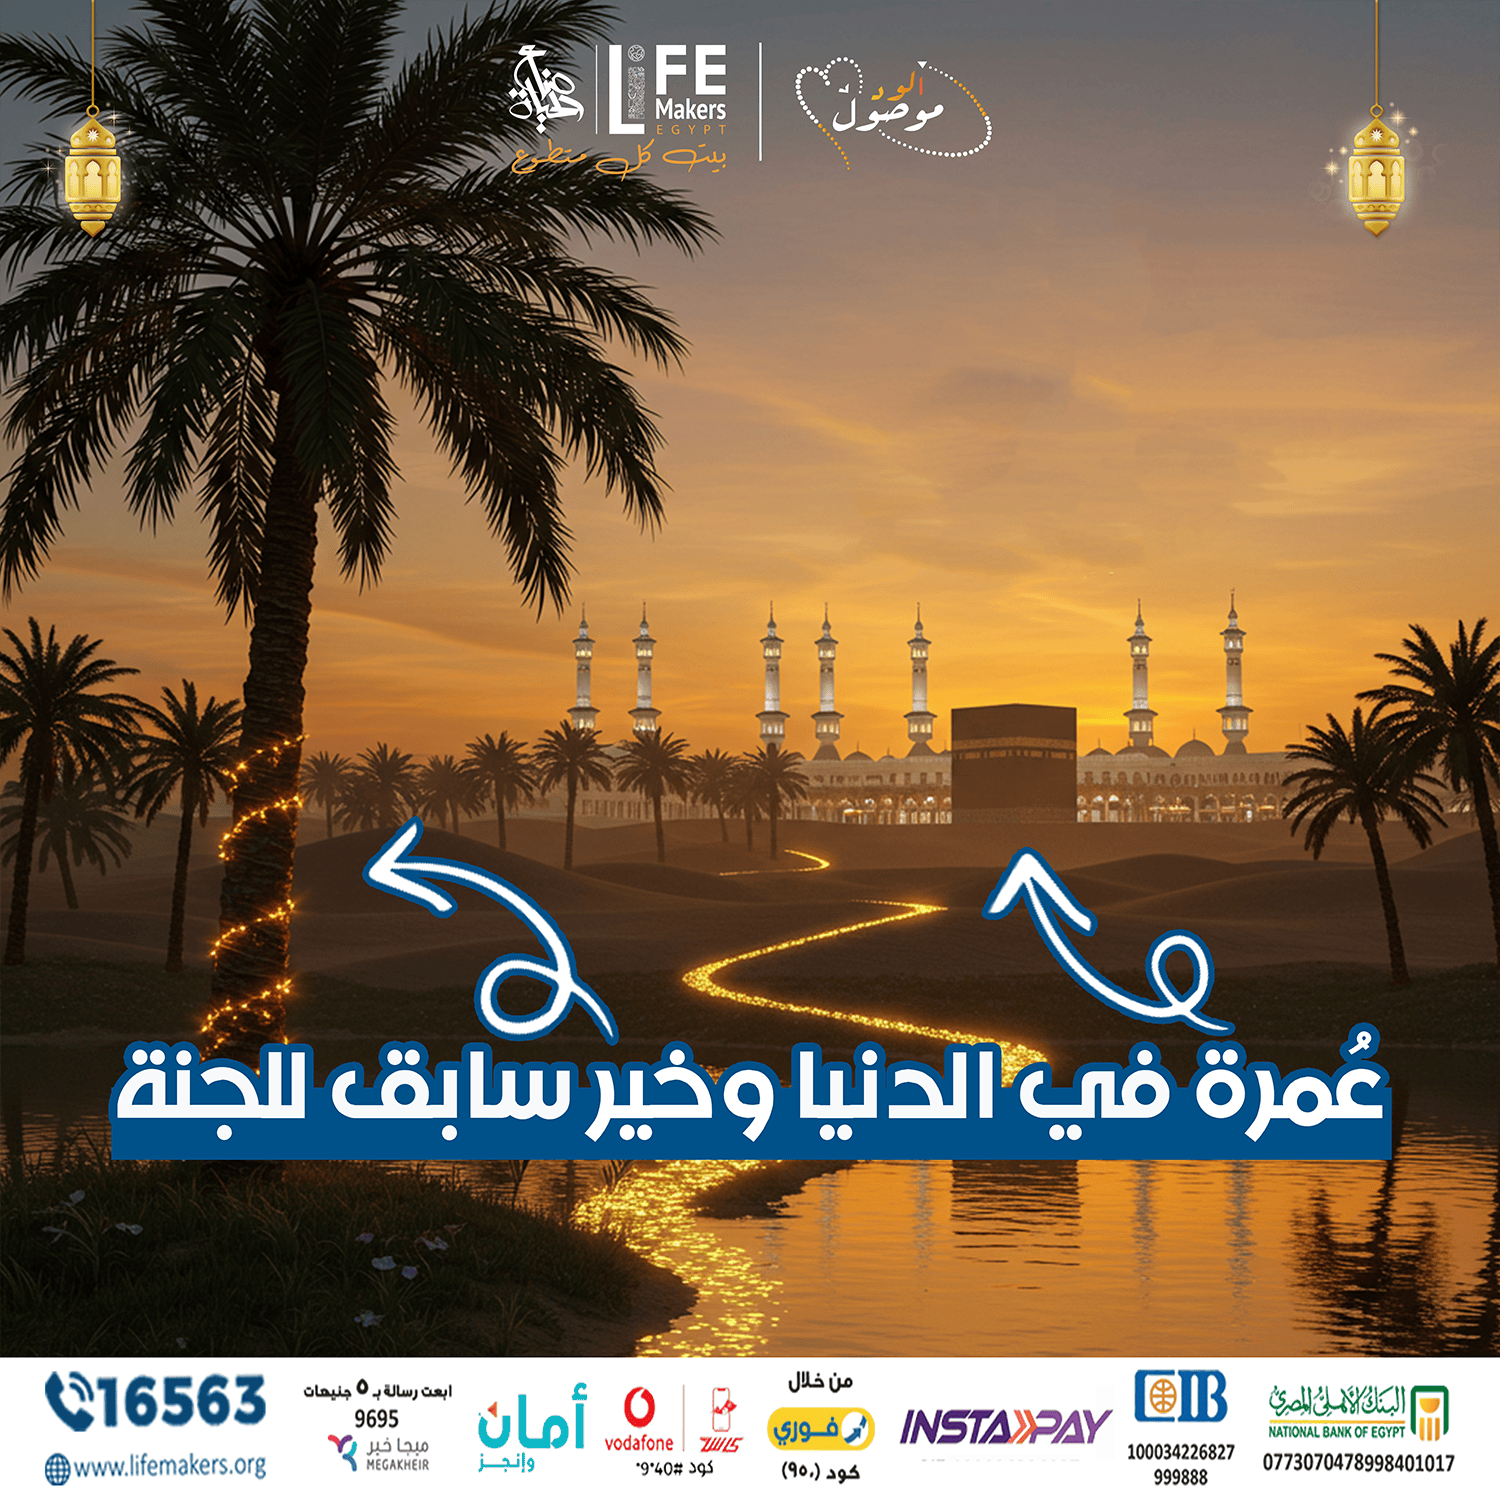 صناع الحياة
LIFE
Makers
EGYPT
بيت كل متطوع
الود
موصول
عُمرة في الدنيا وخير سابق للجنة
16563
www.lifemakers.org
ابعت رسالة بـ ٥ جنيهات
9695
ميجا خير
MEGAKHEIR
أمان
وإنجز
vodafone
كاش
كود #40*9*
من خلال
فوري
كود (٩٥٠)
INSTAPAY
CIB
100034226827
999888
البنك الأهلي المصري
NATIONAL BANK OF EGYPT
0773070478998401017